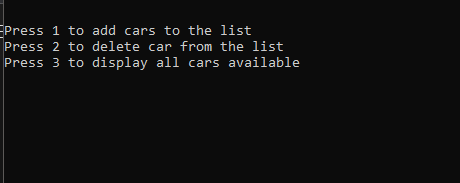 Press 1 to add cars to the list
Press 2 to delete car from the list
Press 3 to display all cars available